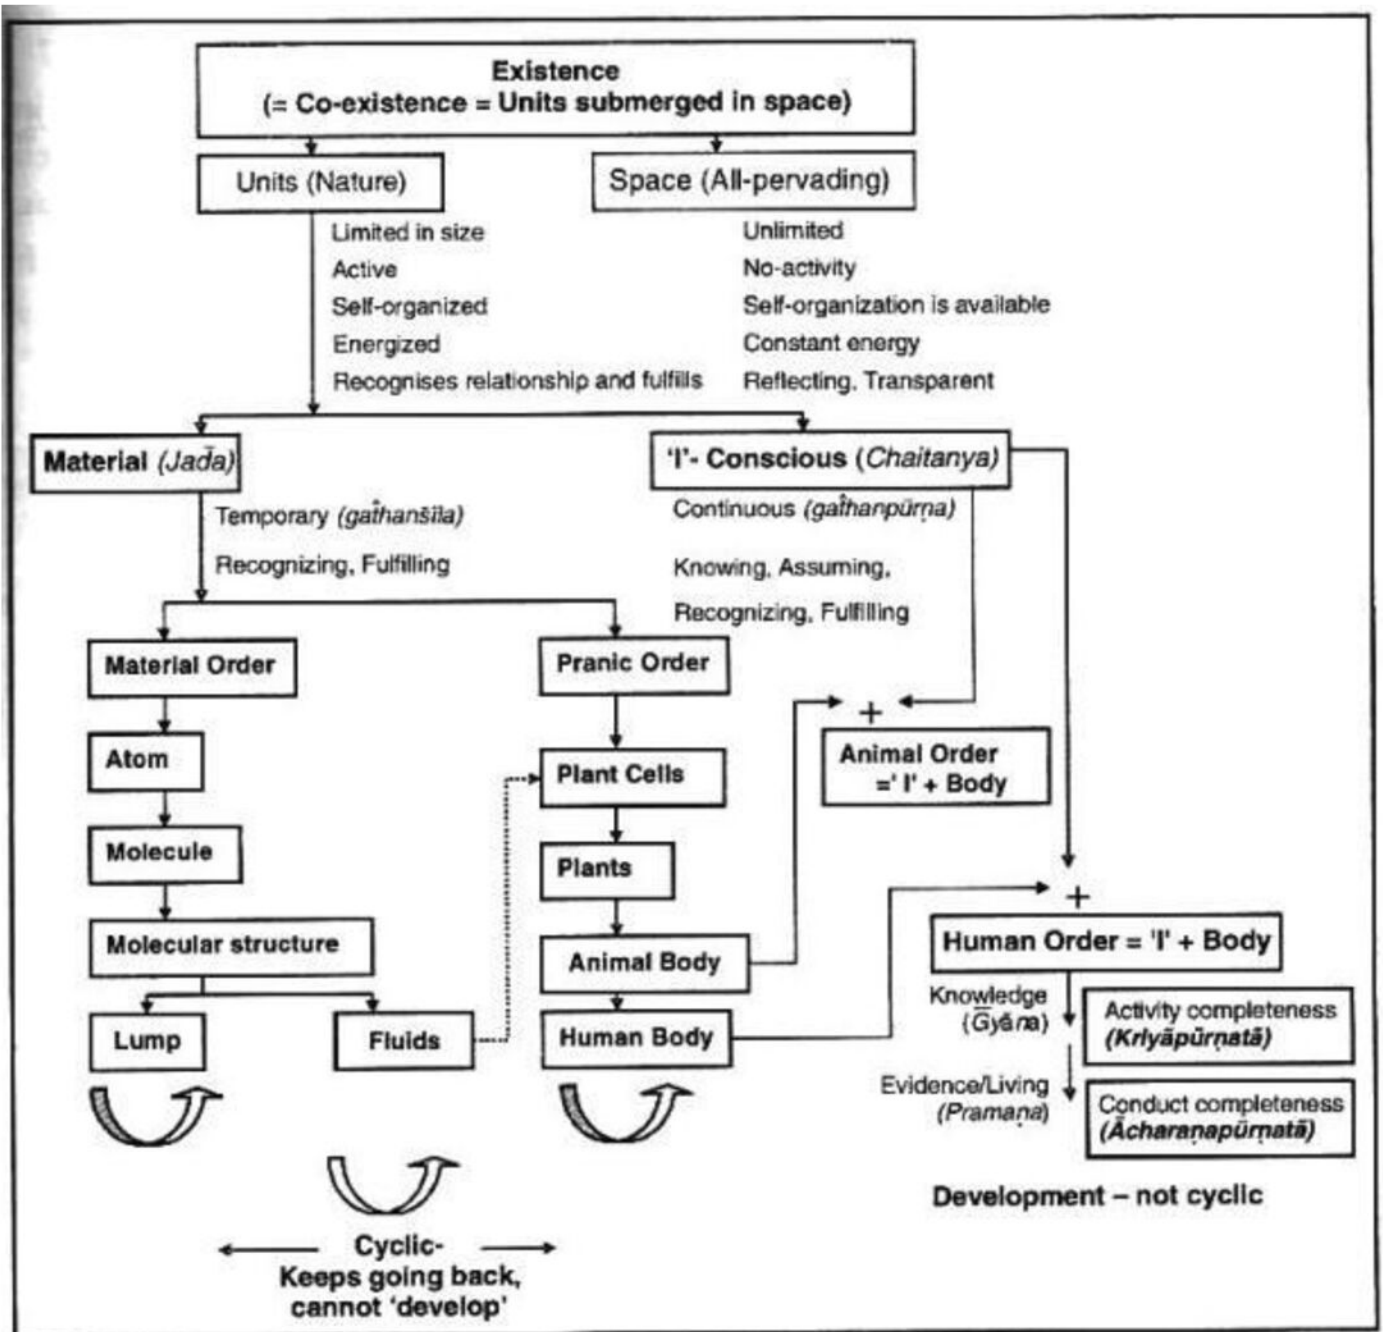 Existence
(= Co-existence = Units submerged in space)
Units (Nature)
Space (All-pervading)
Limited in size
Active
Self-organized
Energized
Recognises relationship and fulfills
Unlimited
No-activity
Self-organization is available
Constant energy
Reflecting, Transparent
Material (Jad̄a)
'I'- Conscious (Chaitanya)
Temporary (gaṫhanšīla)
Recognizing, Fulfilling
Continuous (gaṫhanpūrṇa)
Knowing, Assuming,
Recognizing, Fulfilling
Material Order
Pranic Order
Atom
Plant Cells
+
Animal Order
=' I' + Body
Molecule
Plants
Molecular structure
Animal Body
+
Human Order = 'I' + Body
Lump
Fluids
Human Body
Knowledge
(G̅yāna)
Activity completeness
(Kriyāpūrṇatā)
Evidence/Living
(Pramaṇa)
Conduct completeness
(Ācharaṇapūrṇatā)
Development – not cyclic
Cyclic-
Keeps going back,
cannot 'develop'